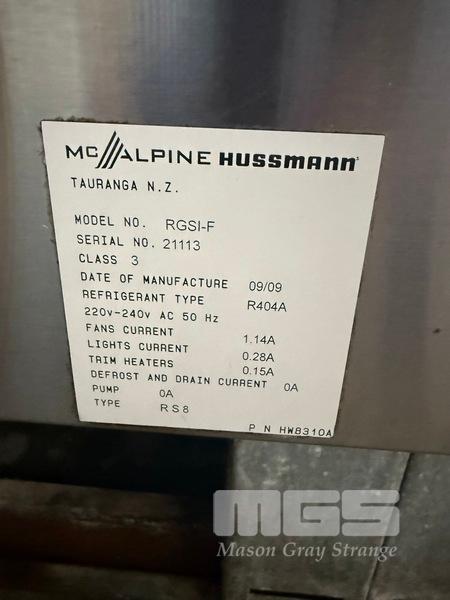 MCALPINE HUSSMANN
TAURANGA N.Z.
MODEL NO. RGSI-F
SERIAL NO. 21113
CLASS 3
DATE OF MANUFACTURE 09/09
REFRIGERANT TYPE R404A
220v-240v AC 50 Hz
FANS CURRENT 1.14A
LIGHTS CURRENT 0.28A
TRIM HEATERS 0.15A
DEFROST AND DRAIN CURRENT 0A
PUMP 0A
TYPE RS8
P N HW8310A
MGS
Mason Gray Strange